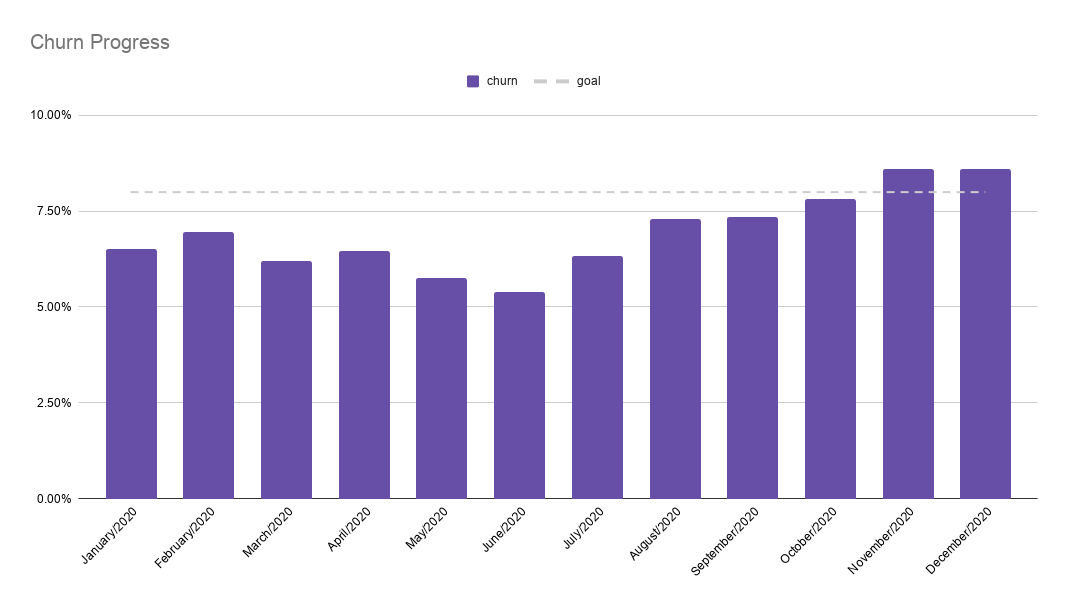 Churn Progress
churn goal
10.00%
7.50%
5.00%
2.50%
0.00%
January/2020
February/2020
March/2020
April/2020
May/2020
June/2020
July/2020
August/2020
September/2020
October/2020
November/2020
December/2020